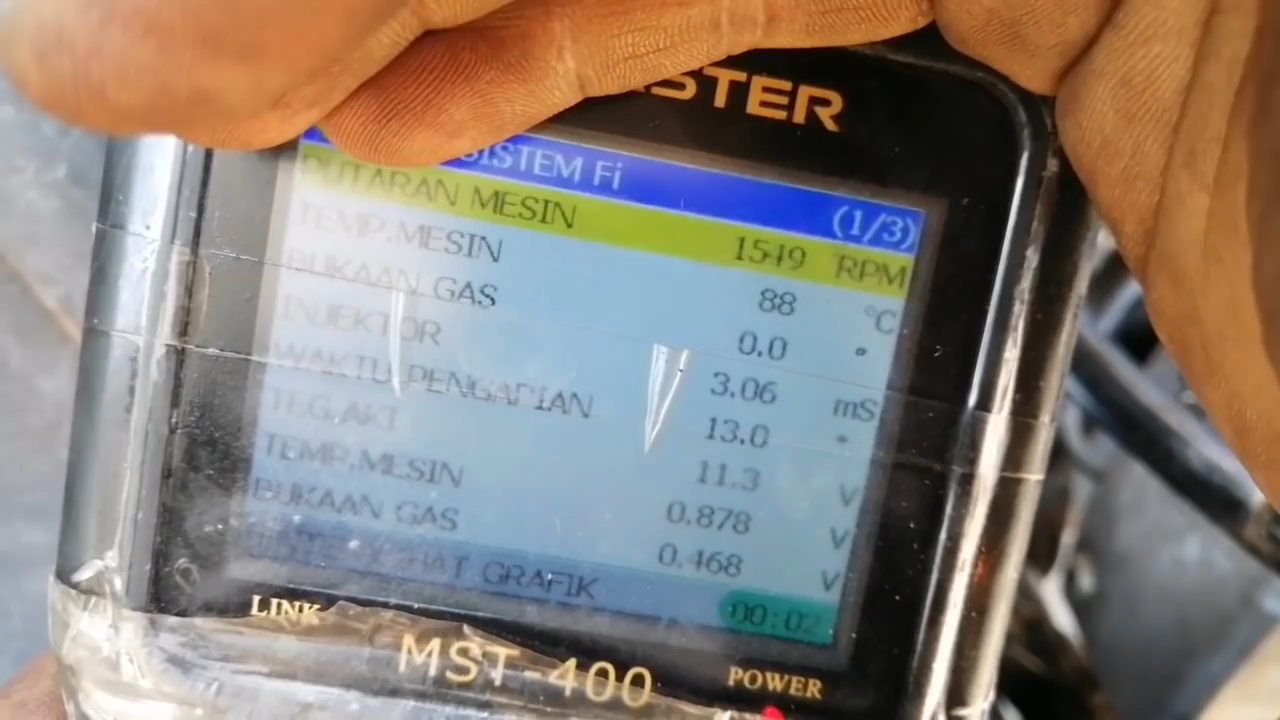 STER
SISTEM Fi (1/3)
PUTARAN MESIN 1549 RPM
TEMP.MESIN 88 °C
BUKAAN GAS 0.0 °
INJEKTOR 3.06 mS
WAKTU PENGAPIAN 13.0 °
TEG.AKI 11.3 V
TEMP.MESIN 0.878 V
BUKAAN GAS 0.468 V
GRAFIK 00:02
LINK
MST-400
POWER